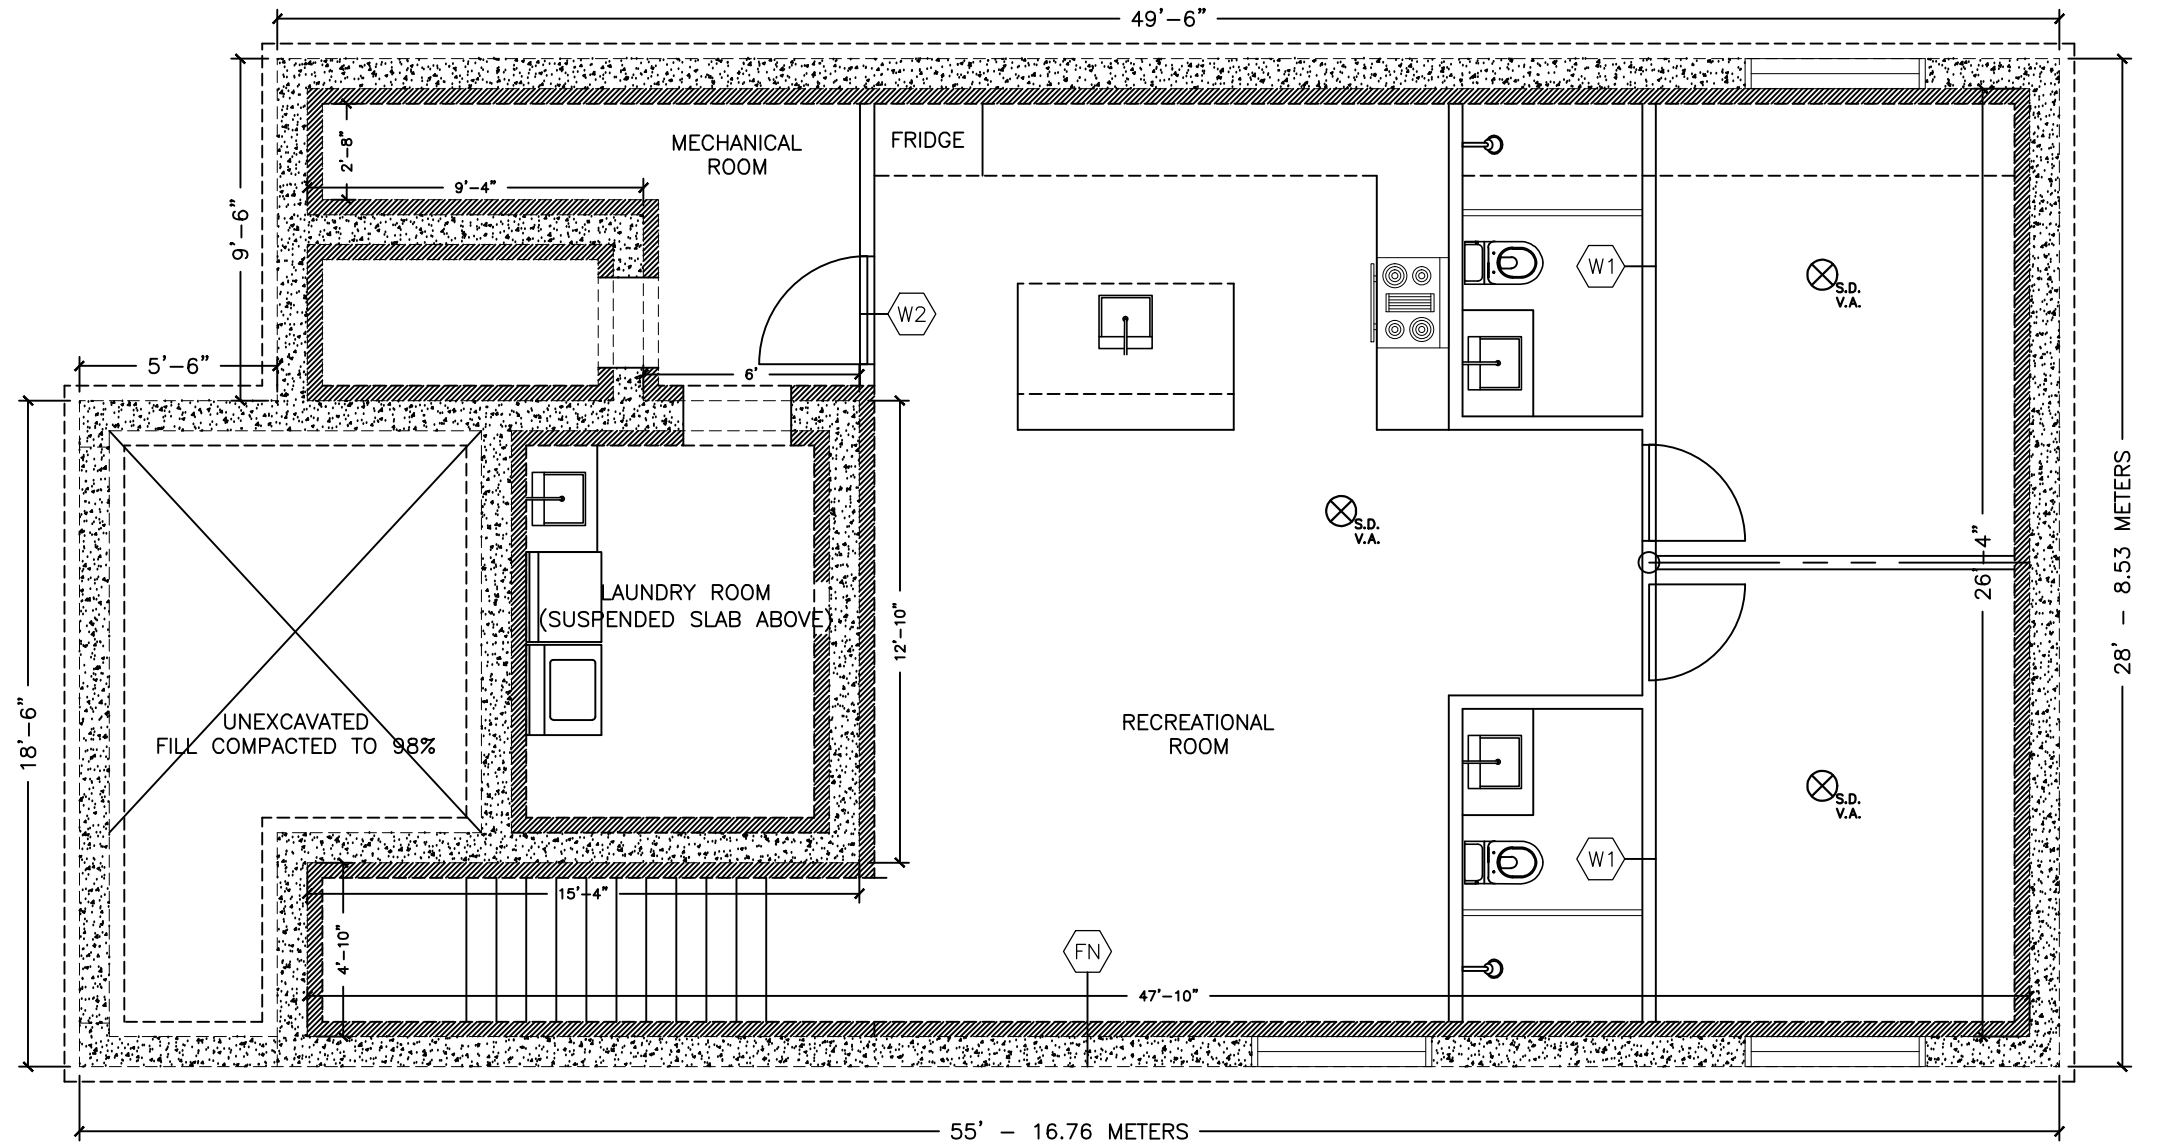 49'-6"
MECHANICAL
ROOM
FRIDGE
2'-8"
9'-4"
9'-6"
W1
S.D.
V.A.
W2
5'-6"
6'
28' - 8.53 METERS
S.D.
V.A.
26'-4"
LAUNDRY ROOM
(SUSPENDED SLAB ABOVE)
12'-10"
18'-6"
UNEXCAVATED
FILL COMPACTED TO 98%
RECREATIONAL
ROOM
S.D.
V.A.
W1
15'-4"
4'-10"
FN
47'-10"
55' - 16.76 METERS